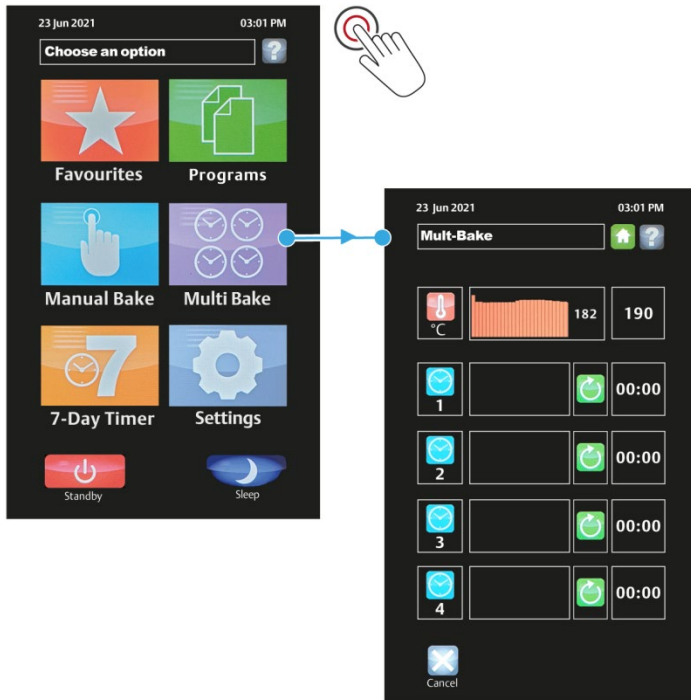 23 Jun 2021 03:01 PM
Choose an option ?
Favourites Programs
Manual Bake Multi Bake
7
7-Day Timer Settings
Standby Sleep
23 Jun 2021 03:01 PM
Mult-Bake ?
°C 182 190
1 00:00
2 00:00
3 00:00
4 00:00
Cancel